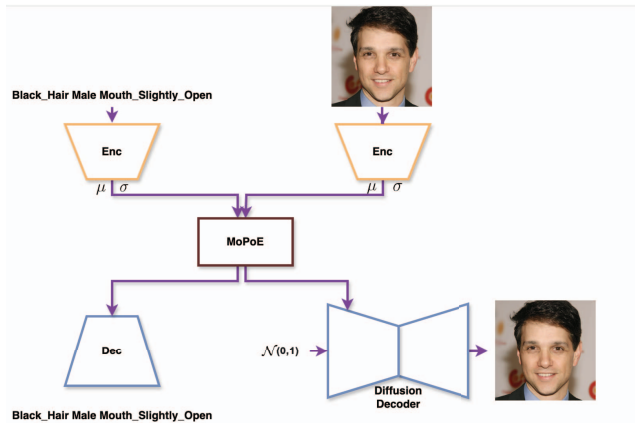 Black_Hair Male Mouth_Slightly_Open
Enc
Enc
μ σ
μ σ
MoPoE
Dec
𝒩(0,1)
Diffusion
Decoder
Black_Hair Male Mouth_Slightly_Open